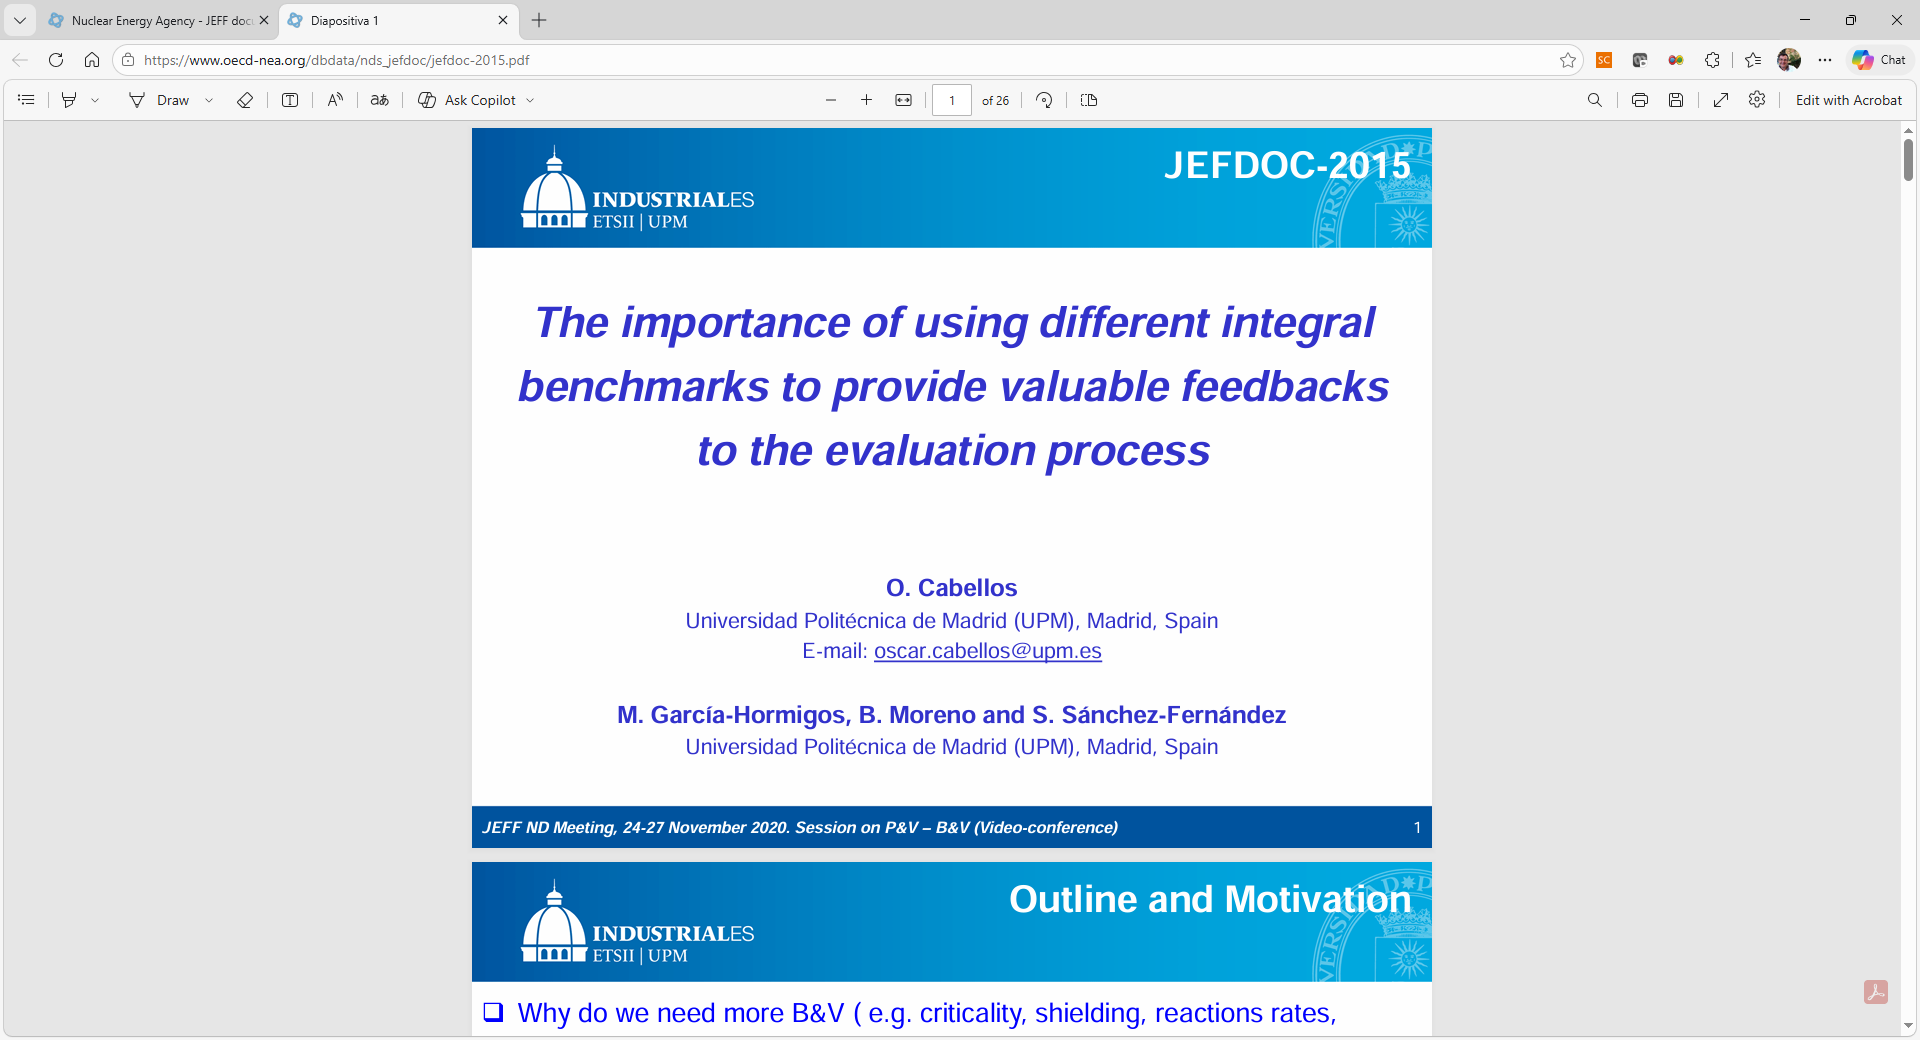 Nuclear Energy Agency - JEFF doc
Diapositiva 1
https://www.oecd-nea.org/dbdata/nds_jefdoc/jefdoc-2015.pdf
SC
Chat
Draw
aあ
Ask Copilot
1
of 26
Edit with Acrobat
INDUSTRIALES
ETSII | UPM
JEFDOC-2015
The importance of using different integral
benchmarks to provide valuable feedbacks
to the evaluation process
O. Cabellos
Universidad Politécnica de Madrid (UPM), Madrid, Spain
E-mail: oscar.cabellos@upm.es
M. García-Hormigos, B. Moreno and S. Sánchez-Fernández
Universidad Politécnica de Madrid (UPM), Madrid, Spain
JEFF ND Meeting, 24-27 November 2020. Session on P&V – B&V (Video-conference)
1
INDUSTRIALES
ETSII | UPM
Outline and Motivation
❑ Why do we need more B&V ( e.g. criticality, shielding, reactions rates,